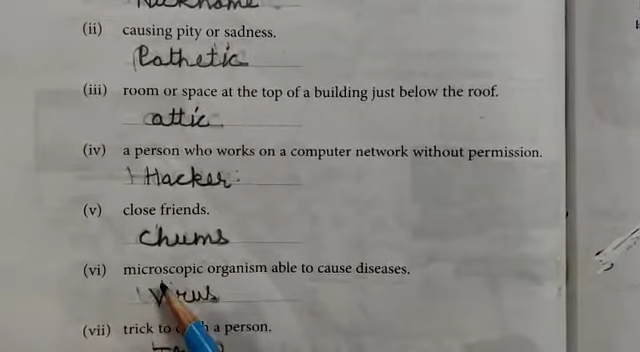 Nickname
(ii) causing pity or sadness.
Pathetic
(iii) room or space at the top of a building just below the roof.
attic
(iv) a person who works on a computer network without permission.
Hacker
(v) close friends.
Chums
(vi) microscopic organism able to cause diseases.
Virus
(vii) trick to a person.